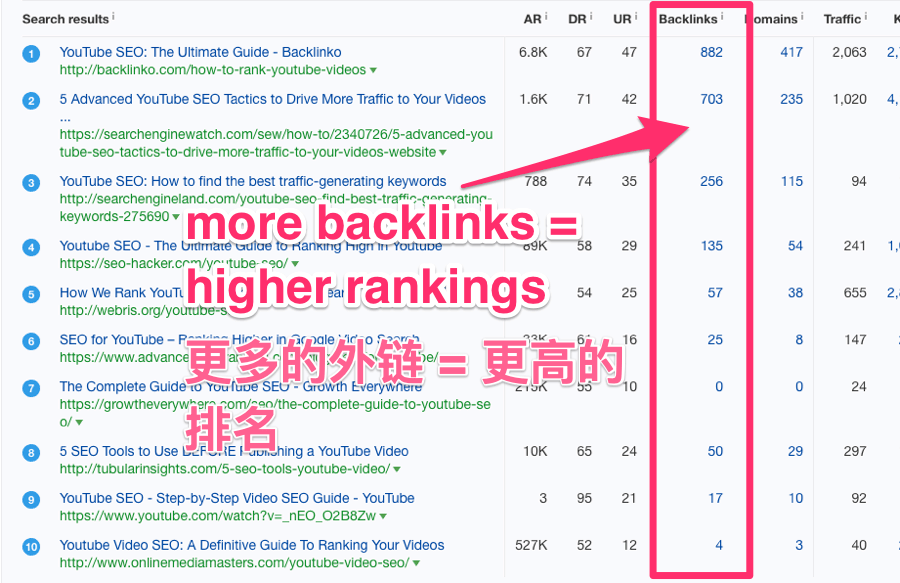 Search results AR DR UR Backlinks Domains Traffic K
1 YouTube SEO: The Ultimate Guide - Backlinko 6.8K 67 47 882 417 2,063 2,
http://backlinko.com/how-to-rank-youtube-videos
2 5 Advanced YouTube SEO Tactics to Drive More Traffic to Your Videos 1.6K 71 42 703 235 1,020 4,
...
https://searchenginewatch.com/sew/how-to/2340726/5-advanced-you
tube-seo-tactics-to-drive-more-traffic-to-your-videos-website
3 YouTube SEO: How to find the best traffic-generating keywords 788 74 35 256 115 94
http://searchengineland.com/youtube-seo-find-best-traffic-generating-
keywords-275690
more backlinks =
4 Youtube SEO - The Ultimate Guide to Ranking High in Youtube 89K 58 29 135 54 241 1,
https://seo-hacker.com/youtube-seo/
higher rankings
5 How We Rank 54 25 57 38 655 2,
http://webris.org/youtube-s
6 SEO for YouTube – Ranking Higher in Google Video Search 61 16 25 8 147
https://www.advance
更多的外链 = 更高的
7 The Complete Guide to YouTube SEO - Growth Everywhere 215K 55 10 0 0 24
https://growtheverywhere.com/seo/the-complete-guide-to-youtube-se
o/
排名
8 5 SEO Tools to Use BEFORE Publishing a YouTube Video 10K 65 24 50 29 297
http://tubularinsights.com/5-seo-tools-youtube-video/
9 YouTube SEO - Step-by-Step Video SEO Guide - YouTube 3 95 21 17 10 92
https://www.youtube.com/watch?v=_nEO_O2B8Zw
10 YouTube Video SEO: A Definitive Guide To Ranking Your Videos 527K 52 12 4 3 40
http://www.onlinemediamasters.com/youtube-video-seo/